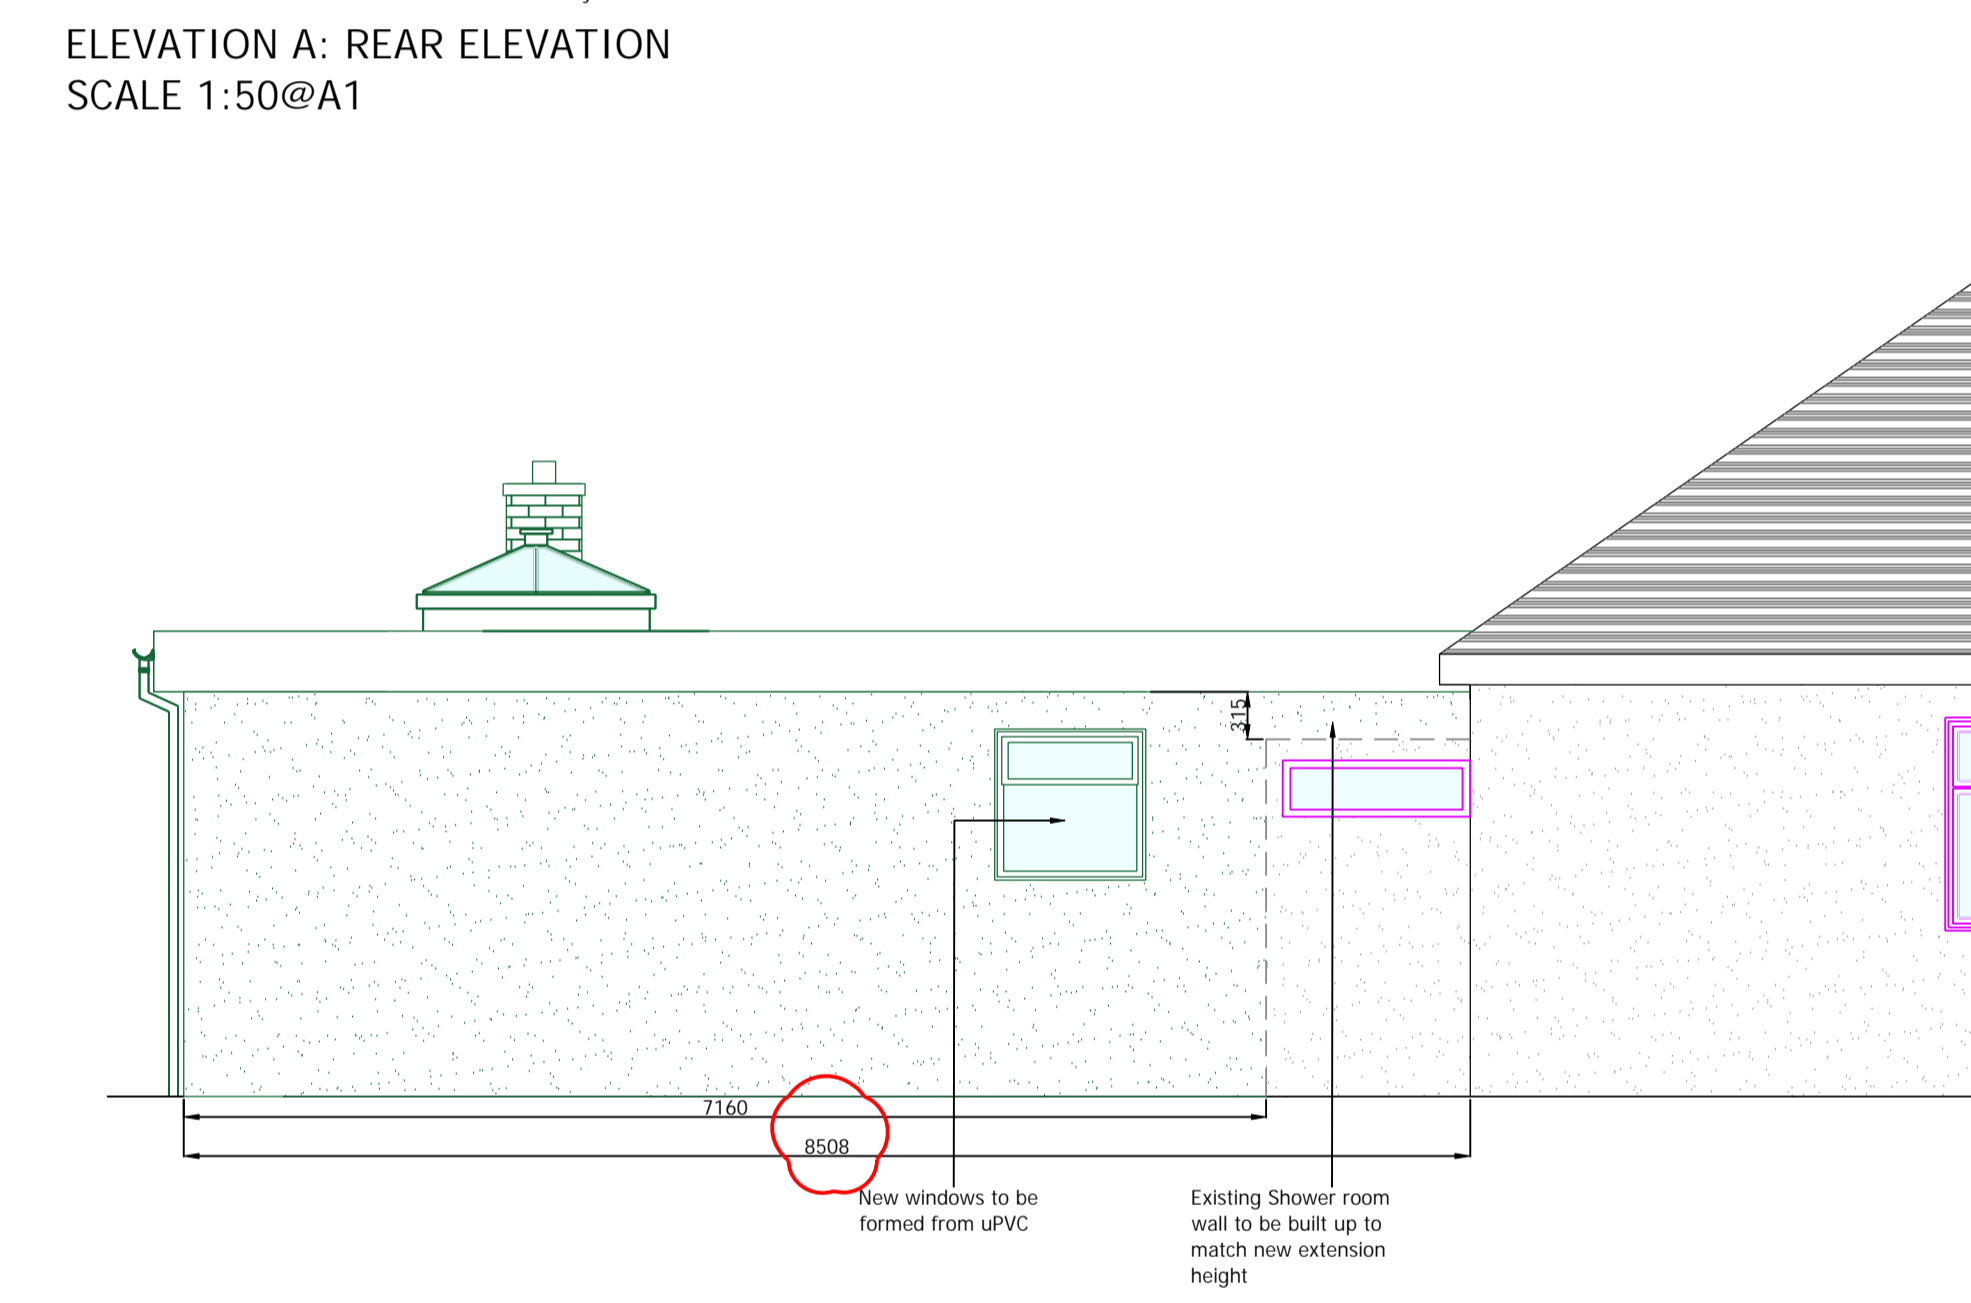 ELEVATION A: REAR ELEVATION
SCALE 1:50@A1
315
7160
8508
New windows to be
formed from uPVC
Existing Shower room
wall to be built up to
match new extension
height